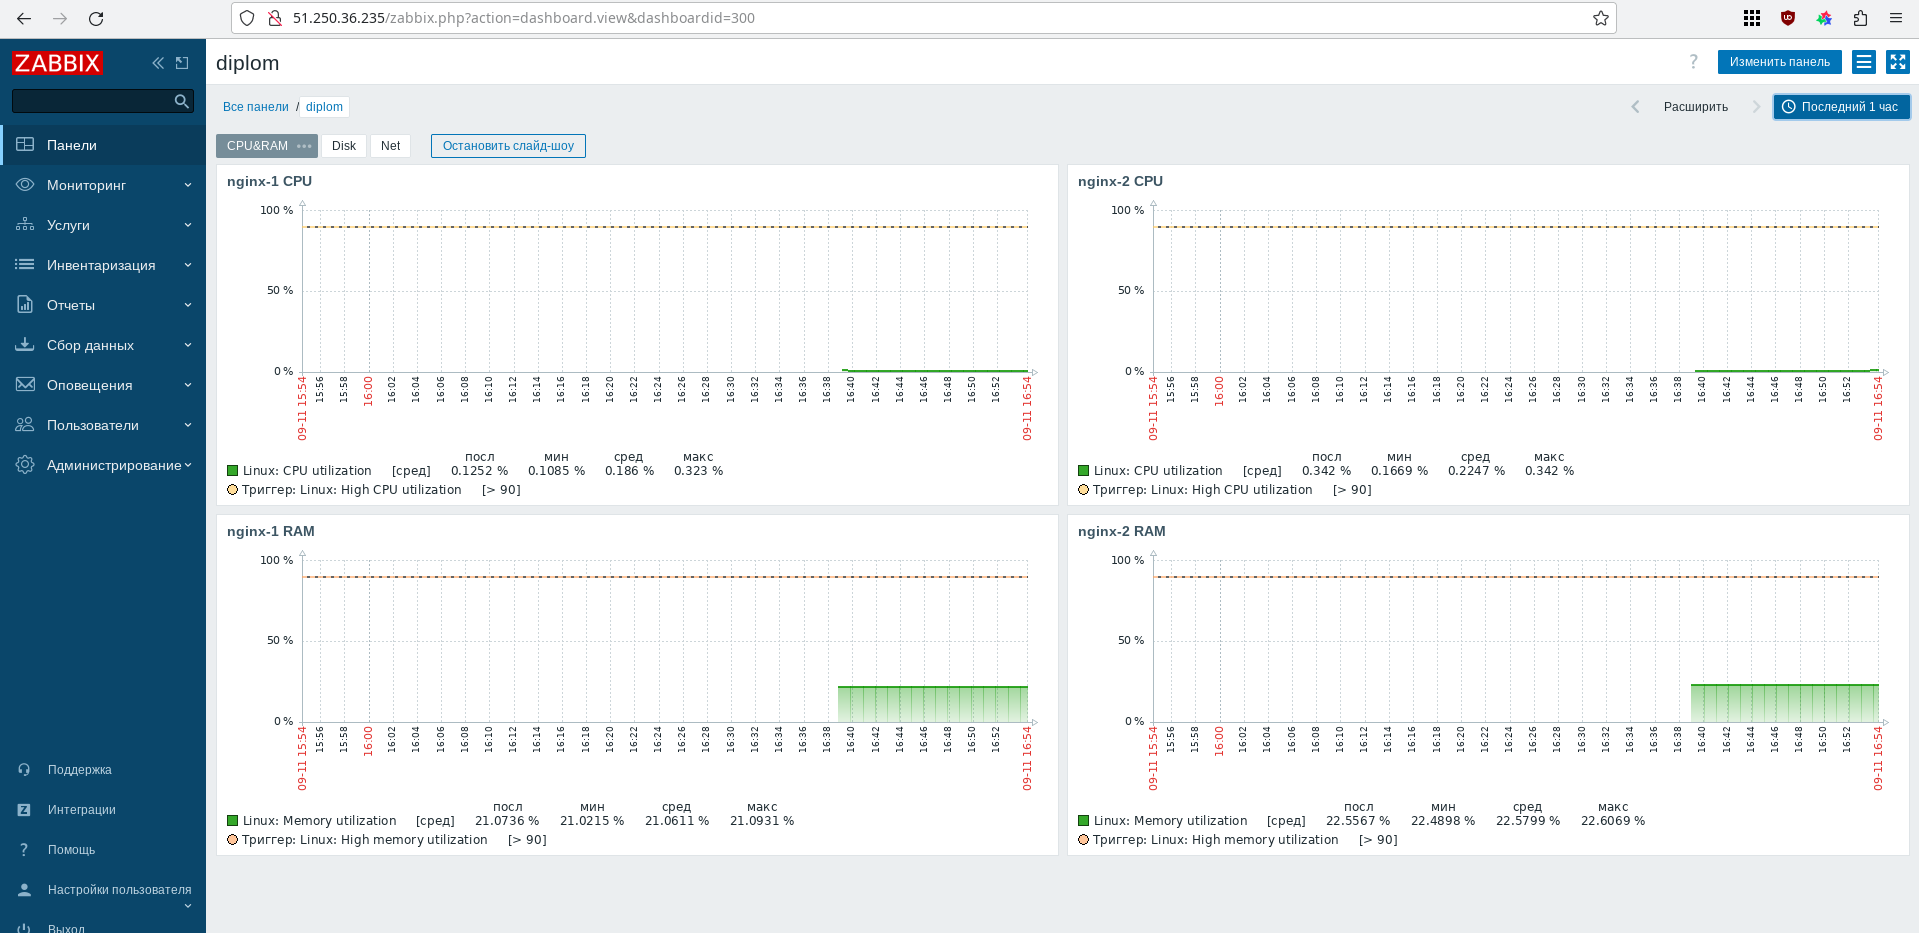 51.250.36.235/zabbix.php?action=dashboard.view&dashboardid=300
ZABBIX
Панели
Мониторинг
Услуги
Инвентаризация
Отчеты
Сбор данных
Оповещения
Пользователи
Администрирование
Поддержка
Интеграции
Помощь
Настройки пользователя
Выход
diplom
? Изменить панель
Все панели / diplom
Расширить Последний 1 час
CPU&RAM ••• Disk Net Остановить слайд-шоу
nginx-1 CPU
100 %
50 %
0 %
09-11 15:54 15:56 15:58 16:00 16:02 16:04 16:06 16:08 16:10 16:12 16:14 16:16 16:18 16:20 16:22 16:24 16:26 16:28 16:30 16:32 16:34 16:36 16:38 16:40 16:42 16:44 16:46 16:48 16:50 16:52 09-11 16:54
посл мин сред макс
Linux: CPU utilization [сред] 0.1252 % 0.1085 % 0.186 % 0.323 %
Триггер: Linux: High CPU utilization [> 90]
nginx-2 CPU
100 %
50 %
0 %
09-11 15:54 15:56 15:58 16:00 16:02 16:04 16:06 16:08 16:10 16:12 16:14 16:16 16:18 16:20 16:22 16:24 16:26 16:28 16:30 16:32 16:34 16:36 16:38 16:40 16:42 16:44 16:46 16:48 16:50 16:52 09-11 16:54
посл мин сред макс
Linux: CPU utilization [сред] 0.342 % 0.1669 % 0.2247 % 0.342 %
Триггер: Linux: High CPU utilization [> 90]
nginx-1 RAM
100 %
50 %
0 %
09-11 15:54 15:56 15:58 16:00 16:02 16:04 16:06 16:08 16:10 16:12 16:14 16:16 16:18 16:20 16:22 16:24 16:26 16:28 16:30 16:32 16:34 16:36 16:38 16:40 16:42 16:44 16:46 16:48 16:50 16:52 09-11 16:54
посл мин сред макс
Linux: Memory utilization [сред] 21.0736 % 21.0215 % 21.0611 % 21.0931 %
Триггер: Linux: High memory utilization [> 90]
nginx-2 RAM
100 %
50 %
0 %
09-11 15:54 15:56 15:58 16:00 16:02 16:04 16:06 16:08 16:10 16:12 16:14 16:16 16:18 16:20 16:22 16:24 16:26 16:28 16:30 16:32 16:34 16:36 16:38 16:40 16:42 16:44 16:46 16:48 16:50 16:52 09-11 16:54
посл мин сред макс
Linux: Memory utilization [сред] 22.5567 % 22.4898 % 22.5799 % 22.6069 %
Триггер: Linux: High memory utilization [> 90]